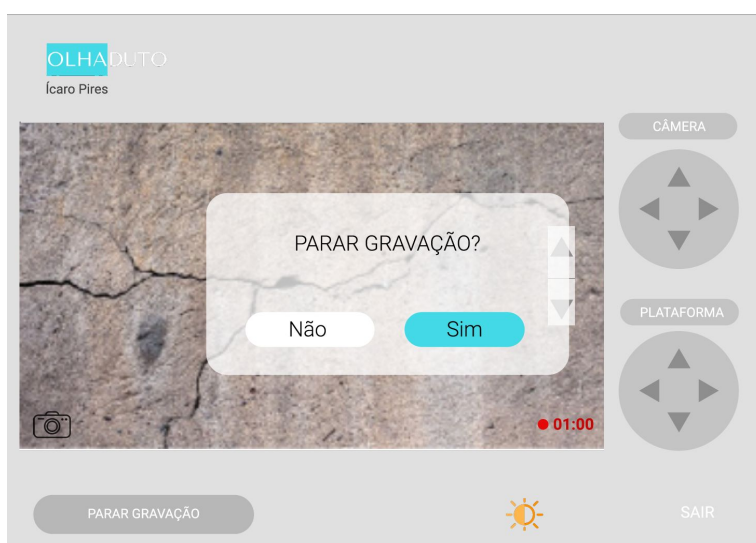 OLHADUTO
Ícaro Pires
CÂMERA
PARAR GRAVAÇÃO?
Não
Sim
PLATAFORMA
01:00
PARAR GRAVAÇÃO
SAIR